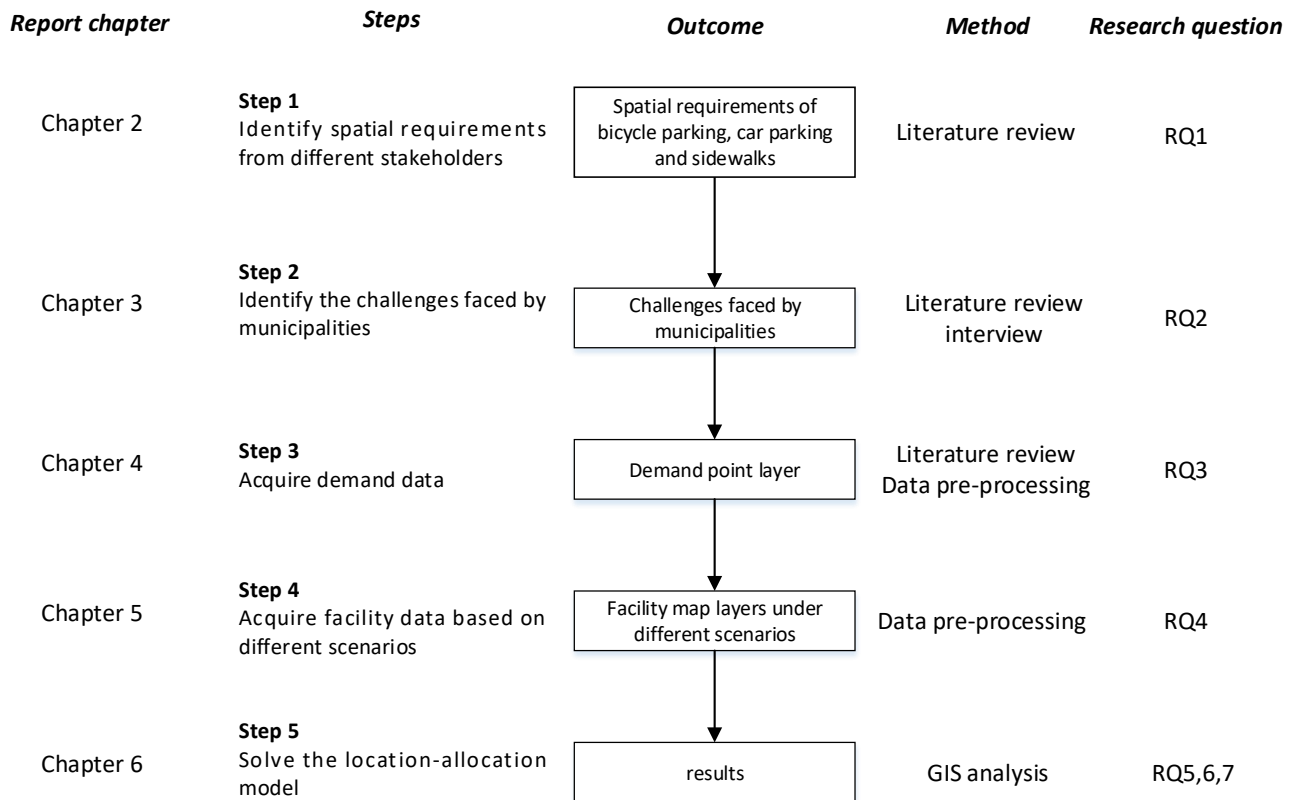 Report chapter
Steps
Outcome
Method
Research question
Chapter 2
Step 1
Identify spatial requirements
from different stakeholders
Spatial requirements of
bicycle parking, car parking
and sidewalks
Literature review
RQ1
Chapter 3
Step 2
Identify the challenges faced by
municipalities
Challenges faced by
municipalities
Literature review
interview
RQ2
Chapter 4
Step 3
Acquire demand data
Demand point layer
Literature review
Data pre-processing
RQ3
Chapter 5
Step 4
Acquire facility data based on
different scenarios
Facility map layers under
different scenarios
Data pre-processing
RQ4
Chapter 6
Step 5
Solve the location-allocation
model
results
GIS analysis
RQ5,6,7